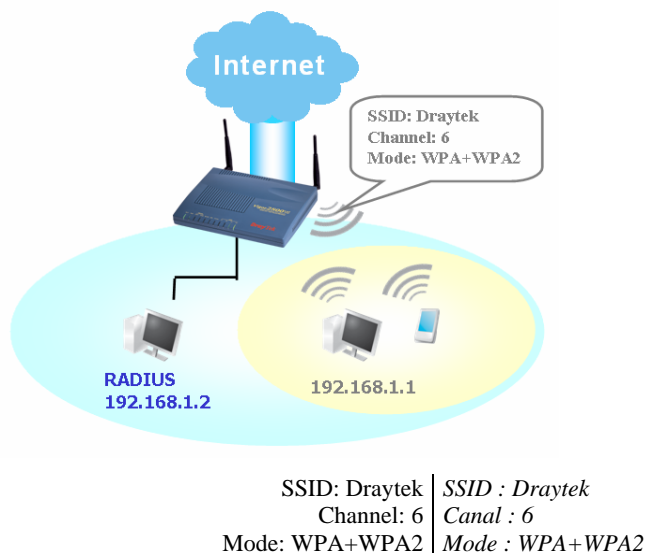 Internet
SSID: Draytek
Channel: 6
Mode: WPA+WPA2
RADIUS
192.168.1.2
192.168.1.1
SSID: Draytek
Channel: 6
Mode: WPA+WPA2
SSID : Draytek
Canal : 6
Mode : WPA+WPA2